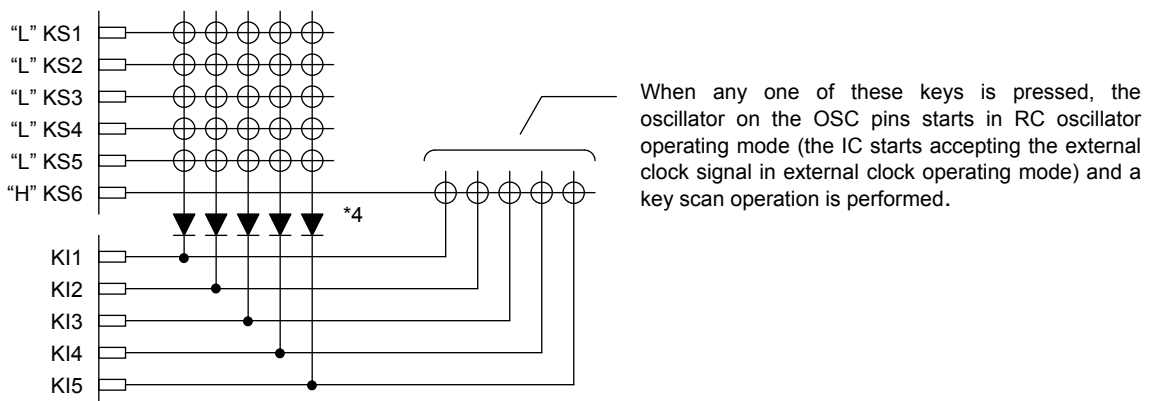 “L” KS1
“L” KS2
“L” KS3
“L” KS4
“L” KS5
“H” KS6
*4
KI1
KI2
KI3
KI4
KI5
When any one of these keys is pressed, the
oscillator on the OSC pins starts in RC oscillator
operating mode (the IC starts accepting the external
clock signal in external clock operating mode) and a
key scan operation is performed.